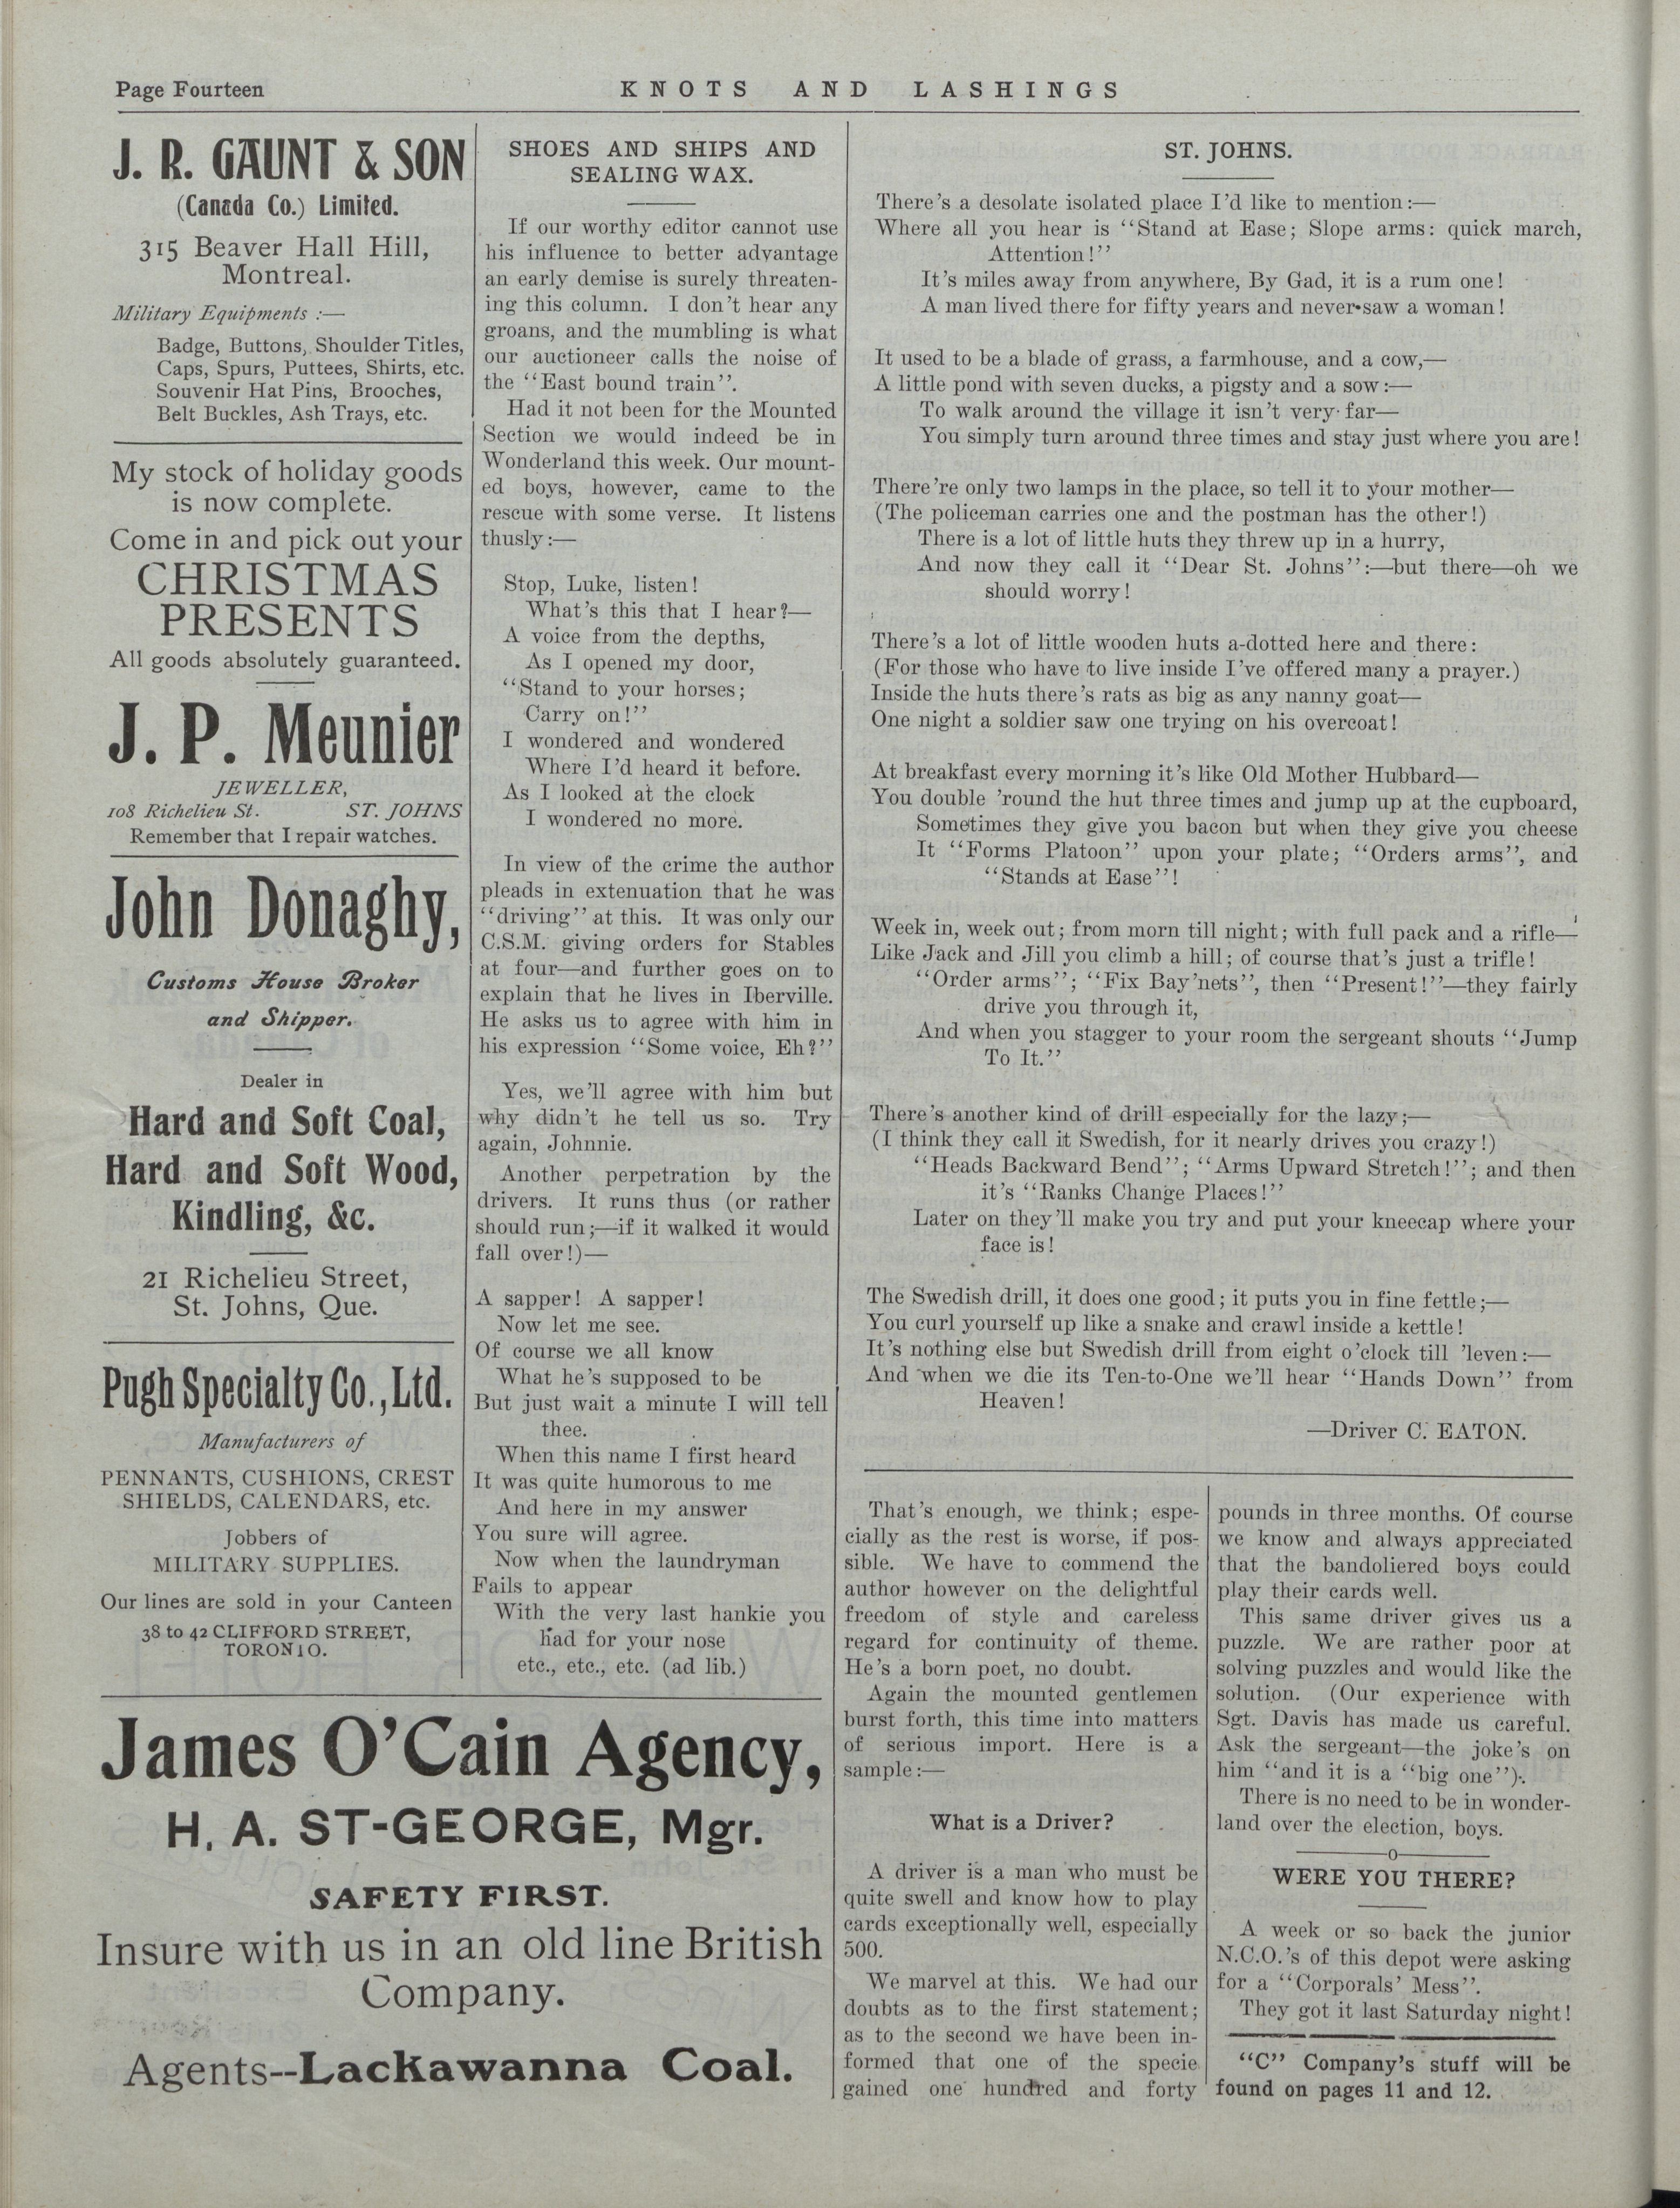 Page Fourteen
KNOTS AND LASHINGS
J. R. GAUNT & SON
(Canada Co.) Limited.
315 Beaver Hall Hill,
Montreal.
Military Equipments :—
Badge, Buttons, Shoulder Titles,
Caps, Spurs, Puttees, Shirts, etc.
Souvenir Hat Pins, Brooches,
Belt Buckles, Ash Trays, etc.
My stock of holiday goods
is now complete.
Come in and pick out your
CHRISTMAS
PRESENTS
All goods absolutely guaranteed.
J. P. Meunier
JEWELLER,
108 Richelieu St. ST. JOHNS
Remember that I repair watches.
John Donaghy,
Customs House Broker
and Shipper.
Dealer in
Hard and Soft Coal,
Hard and Soft Wood,
Kindling, &c.
21 Richelieu Street,
St. Johns, Que.
Pugh Specialty Co., Ltd.
Manufacturers of
PENNANTS, CUSHIONS, CREST
SHIELDS, CALENDARS, etc.
Jobbers of
MILITARY SUPPLIES.
Our lines are sold in your Canteen
38 to 42 CLIFFORD STREET,
TORONTO.
James O'Cain Agency,
H. A. ST-GEORGE, Mgr.
SAFETY FIRST.
Insure with us in an old line British
Company.
Agents--Lackawanna Coal.
SHOES AND SHIPS AND
SEALING WAX.
If our worthy editor cannot use
his influence to better advantage
an early demise is surely threaten-
ing this column. I don't hear any
groans, and the mumbling is what
our auctioneer calls the noise of
the "East bound train".
Had it not been for the Mounted
Section we would indeed be in
Wonderland this week. Our mount-
ed boys, however, came to the
rescue with some verse. It listens
thusly:—
Stop, Luke, listen!
What's this that I hear?—
A voice from the depths,
As I opened my door,
"Stand to your horses;
Carry on!"
I wondered and wondered
Where I'd heard it before.
As I looked at the clock
I wondered no more.
In view of the crime the author
pleads in extenuation that he was
"driving" at this. It was only our
C.S.M. giving orders for Stables
at four—and further goes on to
explain that he lives in Iberville.
He asks us to agree with him in
his expression "Some voice, Eh?"
Yes, we'll agree with him but
why didn't he tell us so. Try
again, Johnnie.
Another perpetration by the
drivers. It runs thus (or rather
should run;—if it walked it would
fall over!)—
A sapper! A sapper!
Now let me see.
Of course we all know
What he's supposed to be
But just wait a minute I will tell
thee.
When this name I first heard
It was quite humorous to me
And here in my answer
You sure will agree.
Now when the laundryman
Fails to appear
With the very last hankie you
had for your nose
etc., etc., etc. (ad lib.)
ST. JOHNS.
There's a desolate isolated place I'd like to mention:—
Where all you hear is "Stand at Ease; Slope arms: quick march,
Attention!"
It's miles away from anywhere, By Gad, it is a rum one!
A man lived there for fifty years and never saw a woman!
It used to be a blade of grass, a farmhouse, and a cow,—
A little pond with seven ducks, a pigsty and a sow:—
To walk around the village it isn't very far—
You simply turn around three times and stay just where you are!
There're only two lamps in the place, so tell it to your mother—
(The policeman carries one and the postman has the other!)
There is a lot of little huts they threw up in a hurry,
And now they call it "Dear St. Johns":—but there—oh we
should worry!
There's a lot of little wooden huts a-dotted here and there:
(For those who have to live inside I've offered many a prayer.)
Inside the huts there's rats as big as any nanny goat—
One night a soldier saw one trying on his overcoat!
At breakfast every morning it's like Old Mother Hubbard—
You double 'round the hut three times and jump up at the cupboard,
Sometimes they give you bacon but when they give you cheese
It "Forms Platoon" upon your plate; "Orders arms", and
"Stands at Ease"!
Week in, week out; from morn till night; with full pack and a rifle—
Like Jack and Jill you climb a hill; of course that's just a trifle!
"Order arms"; "Fix Bay'nets", then "Present!"—they fairly
drive you through it,
And when you stagger to your room the sergeant shouts "Jump
To It."
There's another kind of drill especially for the lazy;—
(I think they call it Swedish, for it nearly drives you crazy!)
"Heads Backward Bend"; "Arms Upward Stretch!"; and then
it's "Ranks Change Places!"
Later on they'll make you try and put your kneecap where your
face is!
The Swedish drill, it does one good; it puts you in fine fettle;—
You curl yourself up like a snake and crawl inside a kettle!
It's nothing else but Swedish drill from eight o'clock till 'leven:—
And when we die its Ten-to-One we'll hear "Hands Down" from
Heaven!
—Driver C. EATON.
That's enough, we think; espe-
cially as the rest is worse, if pos-
sible. We have to commend the
author however on the delightful
freedom of style and careless
regard for continuity of theme.
He's a born poet, no doubt.
Again the mounted gentlemen
burst forth, this time into matters
of serious import. Here is a
sample:—
What is a Driver?
A driver is a man who must be
quite swell and know how to play
cards exceptionally well, especially
500.
We marvel at this. We had our
doubts as to the first statement;
as to the second we have been in-
formed that one of the specie
gained one hundred and forty
pounds in three months. Of course
we know and always appreciated
that the bandoliered boys could
play their cards well.
This same driver gives us a
puzzle. We are rather poor at
solving puzzles and would like the
solution. (Our experience with
Sgt. Davis has made us careful.
Ask the sergeant—the joke's on
him "and it is a "big one").
There is no need to be in wonder-
land over the election, boys.
o
WERE YOU THERE?
A week or so back the junior
N.C.O.'s of this depot were asking
for a "Corporals' Mess".
They got it last Saturday night!
"C" Company's stuff will be
found on pages 11 and 12.